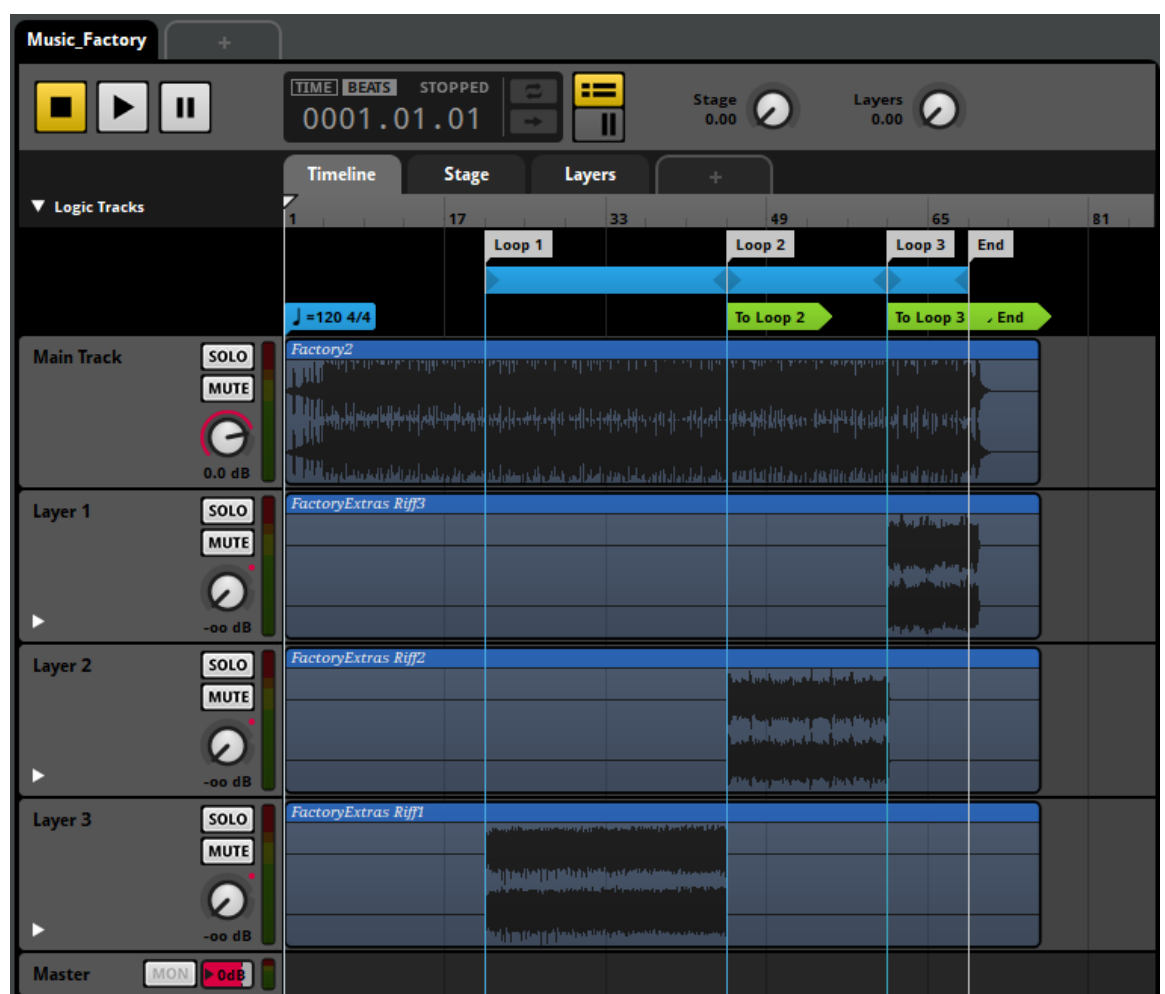 Music_Factory +
TIME BEATS STOPPED
0001.01.01
Stage
0.00
Layers
0.00
Timeline Stage Layers +
Logic Tracks
1 17 33 49 65 81
Loop 1 Loop 2 Loop 3 End
♩=120 4/4 To Loop 2 To Loop 3 End
Main Track SOLO
MUTE
0.0 dB
Factory2
Layer 1 SOLO
MUTE
-oo dB
FactoryExtras Riff3
Layer 2 SOLO
MUTE
-oo dB
FactoryExtras Riff2
Layer 3 SOLO
MUTE
-oo dB
FactoryExtras Riff1
Master MON 0dB